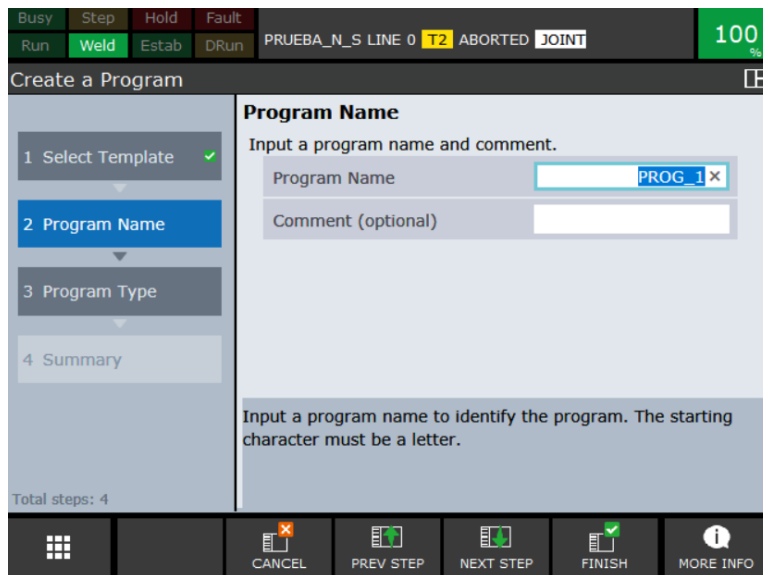 Busy Step Hold Fault
Run Weld Estab DRun
PRUEBA_N_S LINE 0 T2 ABORTED JOINT
100
%
Create a Program
1 Select Template
2 Program Name
3 Program Type
4 Summary
Total steps: 4
Program Name
Input a program name and comment.
Program Name PROG_1
Comment (optional)
Input a program name to identify the program. The starting
character must be a letter.
CANCEL PREV STEP NEXT STEP FINISH MORE INFO